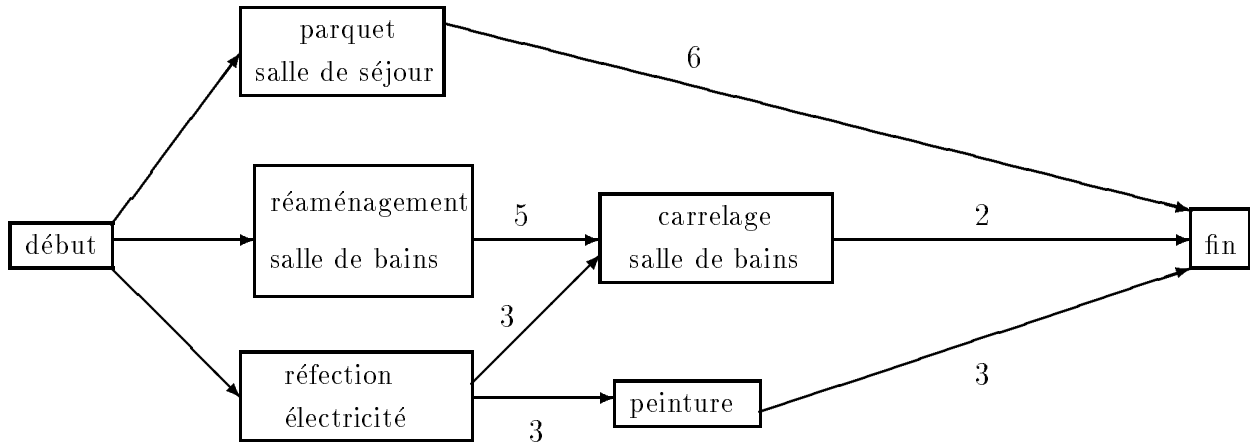 parquet
salle de séjour
6
réaménagement
salle de bains
5
carrelage
salle de bains
2
début
fin
3
réfection
électricité
3
peinture
3